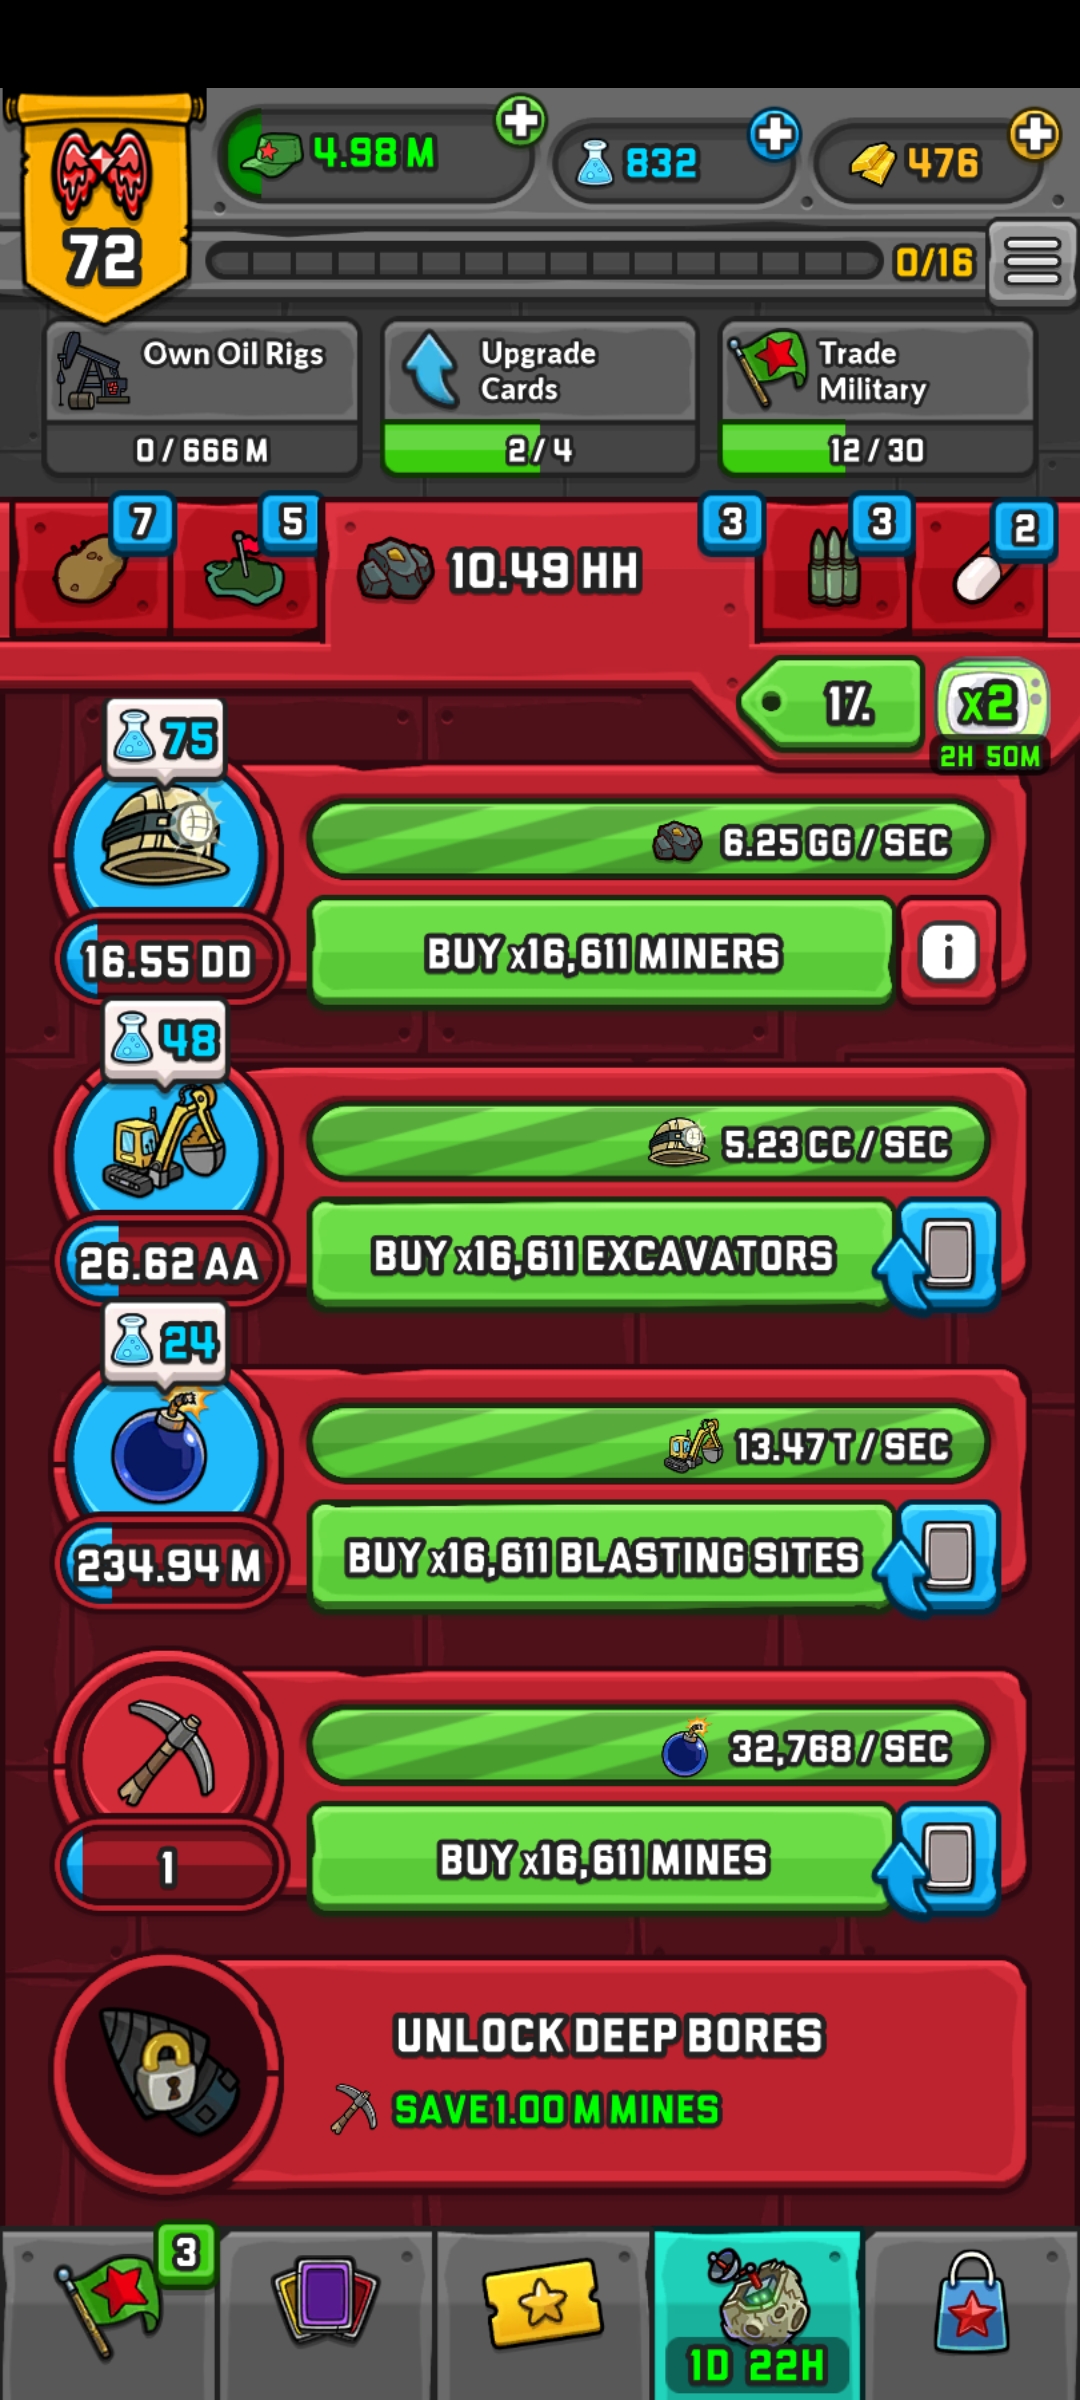 72
4.98 M
832
476
0/16
Own Oil Rigs
0 / 666 M
Upgrade
Cards
2 / 4
Trade
Military
12 / 30
7
5
10.49 HH
3
3
2
1%
x2
2H 50M
75
6.25 GG / SEC
BUY x16,611 MINERS
i
16.55 DD
48
5.23 CC / SEC
BUY x16,611 EXCAVATORS
26.62 AA
24
13.47 T / SEC
BUY x16,611 BLASTING SITES
234.94 M
32,768 / SEC
BUY x16,611 MINES
1
UNLOCK DEEP BORES
SAVE 1.00 M MINES
3
1D 22H